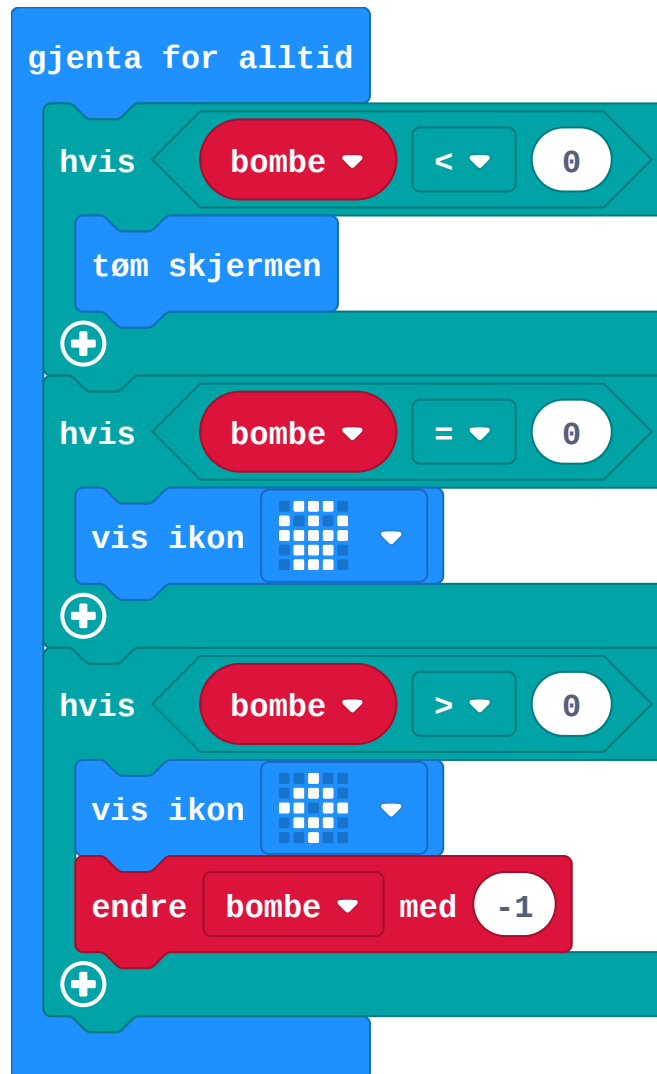 gjenta for alltid
hvis bombe < 0
tøm skjermen
hvis bombe = 0
vis ikon
hvis bombe > 0
vis ikon
endre bombe med -1